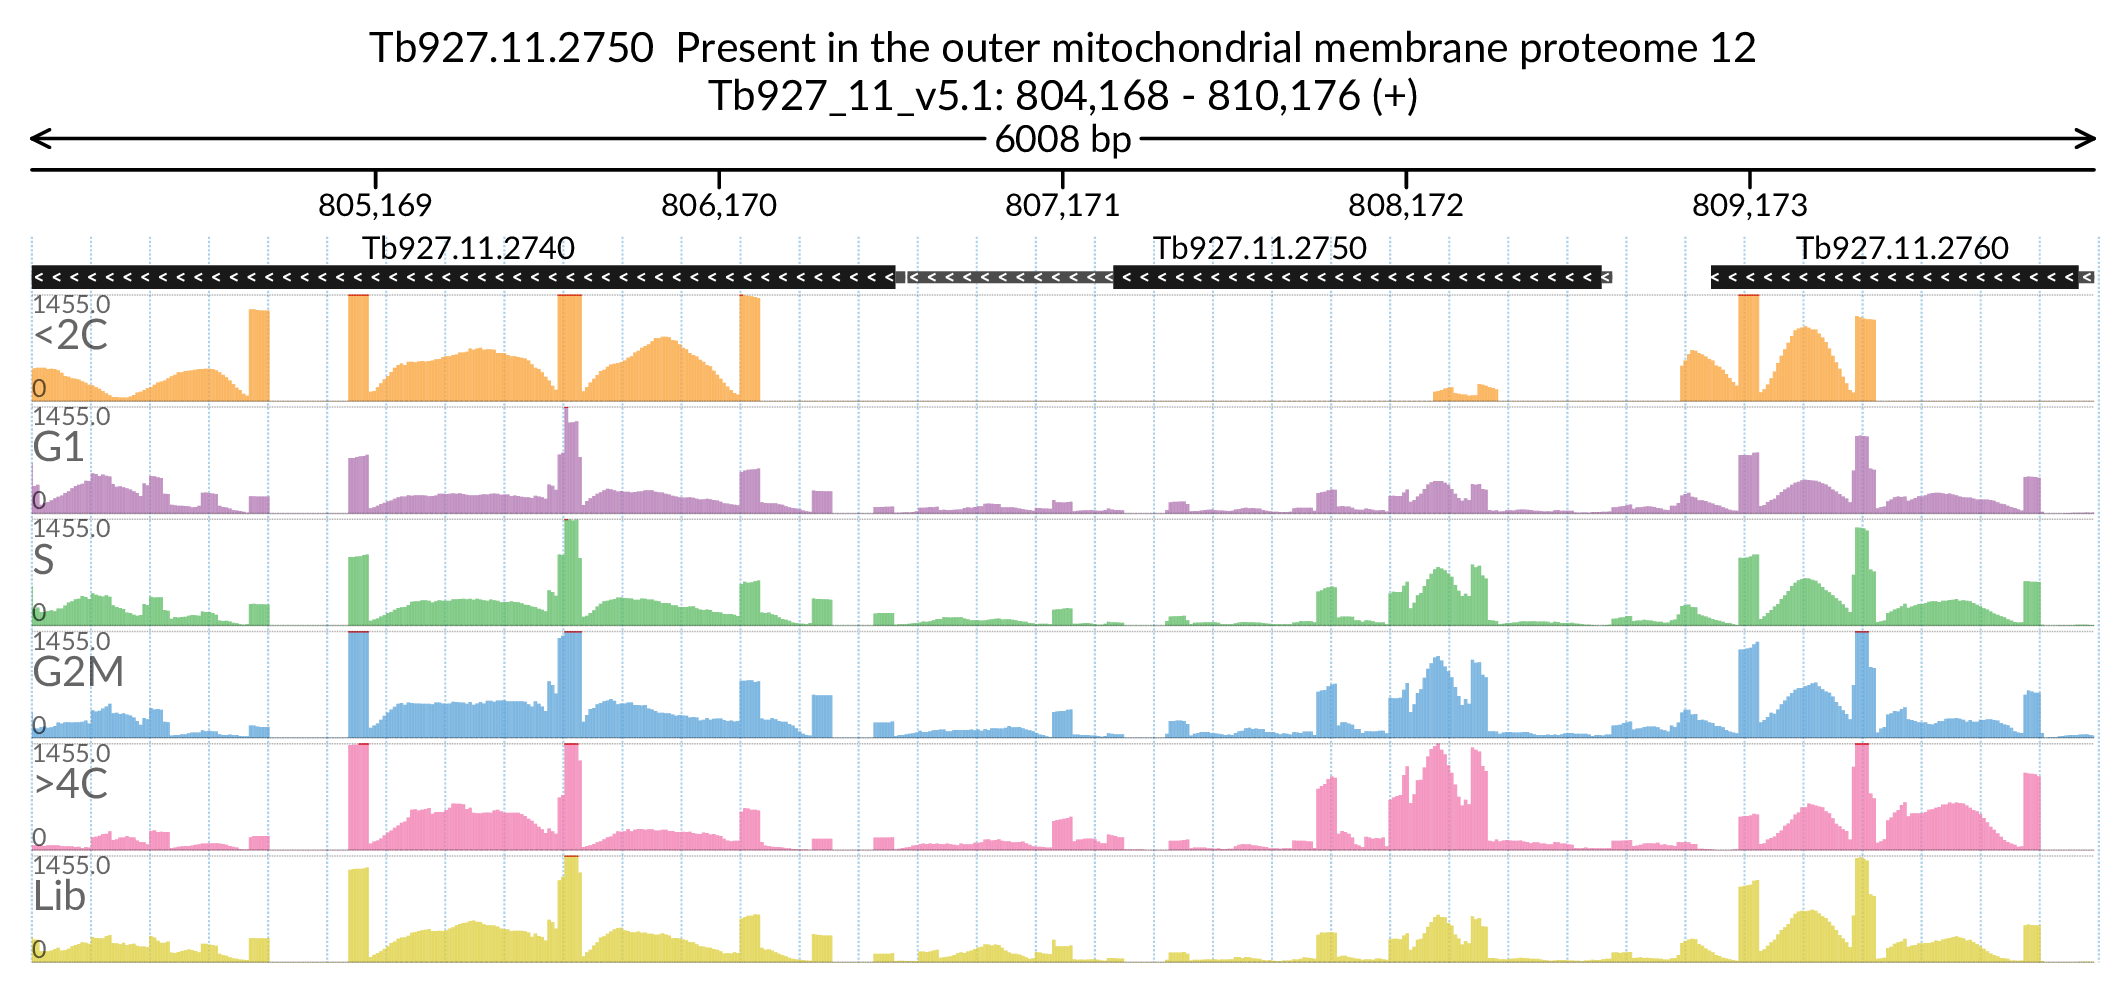 Tb927.11.2750  Present in the outer mitochondrial membrane proteome 12
Tb927_11_v5.1: 804,168 - 810,176 (+)
6008 bp
805,169 806,170 807,171 808,172 809,173
Tb927.11.2740 Tb927.11.2750 Tb927.11.2760
1455.0
<2C
0
1455.0
G1
0
1455.0
S
0
1455.0
G2M
0
1455.0
>4C
0
1455.0
Lib
0